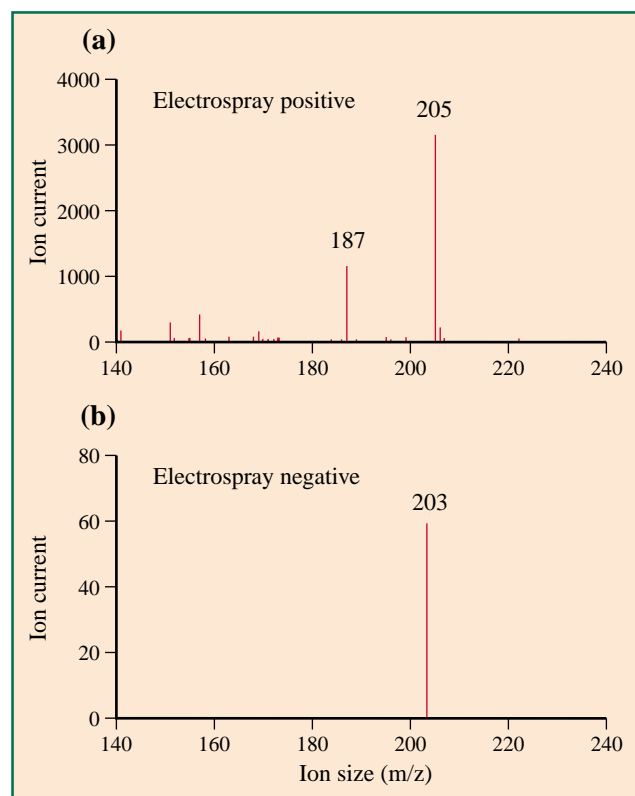 (a)
4000
Electrospray positive
205
3000
Ion current
2000
187
1000
0
140 160 180 200 220 240
(b)
80
Electrospray negative
203
60
Ion current
40
20
0
140 160 180 200 220 240
Ion size (m/z)